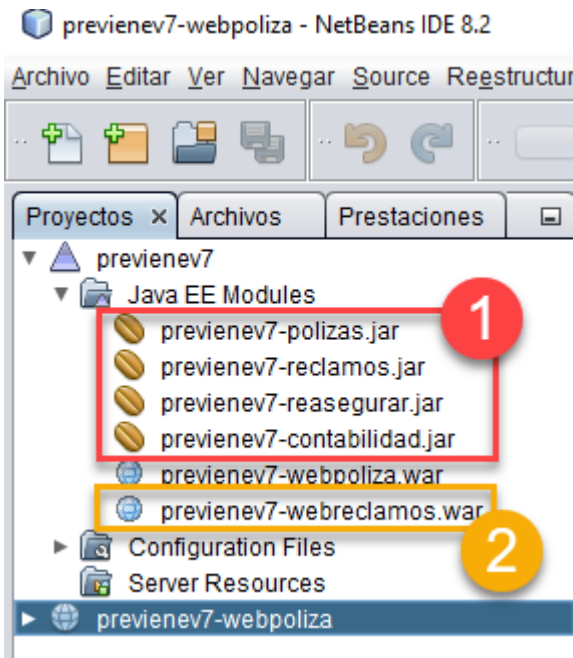 previenev7-webpoliza - NetBeans IDE 8.2
Archivo Editar Ver Navegar Source Reestructur
Proyectos Archivos Prestaciones
previenev7
Java EE Modules
1
previenev7-polizas.jar
previenev7-reclamos.jar
previenev7-reasegurar.jar
previenev7-contabilidad.jar
previenev7-webpoliza.war
previenev7-webreclamos.war
2
Configuration Files
Server Resources
previenev7-webpoliza